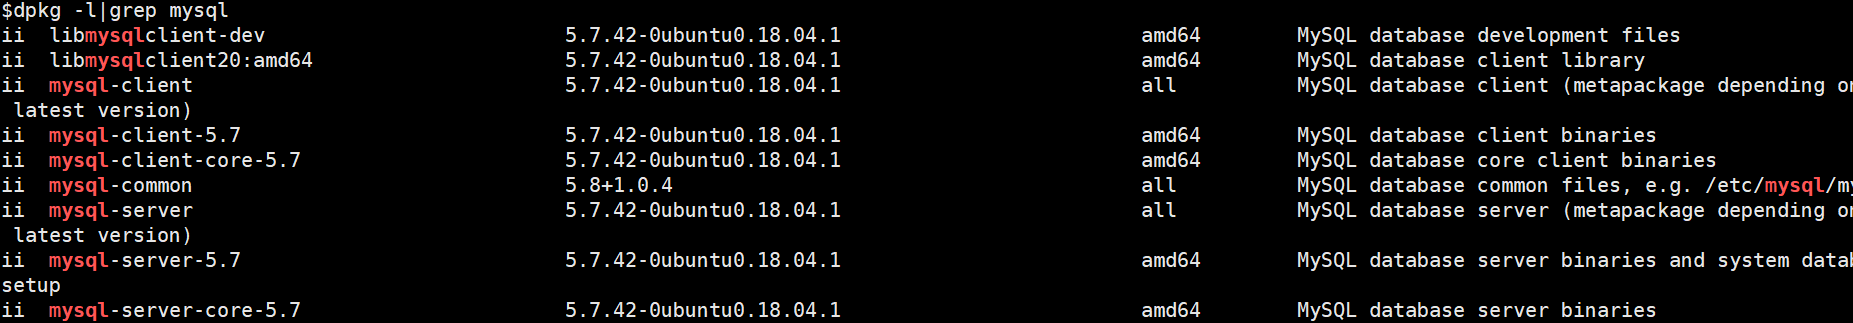 $dpkg -l|grep mysql
ii  libmysqlclient-dev                         5.7.42-0ubuntu0.18.04.1                         amd64        MySQL database development files
ii  libmysqlclient20:amd64                     5.7.42-0ubuntu0.18.04.1                         amd64        MySQL database client library
ii  mysql-client                               5.7.42-0ubuntu0.18.04.1                         all          MySQL database client (metapackage depending on
 latest version)
ii  mysql-client-5.7                           5.7.42-0ubuntu0.18.04.1                         amd64        MySQL database client binaries
ii  mysql-client-core-5.7                      5.7.42-0ubuntu0.18.04.1                         amd64        MySQL database core client binaries
ii  mysql-common                               5.8+1.0.4                                       all          MySQL database common files, e.g. /etc/mysql/my
ii  mysql-server                               5.7.42-0ubuntu0.18.04.1                         all          MySQL database server (metapackage depending on
 latest version)
ii  mysql-server-5.7                           5.7.42-0ubuntu0.18.04.1                         amd64        MySQL database server binaries and system datab
setup
ii  mysql-server-core-5.7                      5.7.42-0ubuntu0.18.04.1                         amd64        MySQL database server binaries